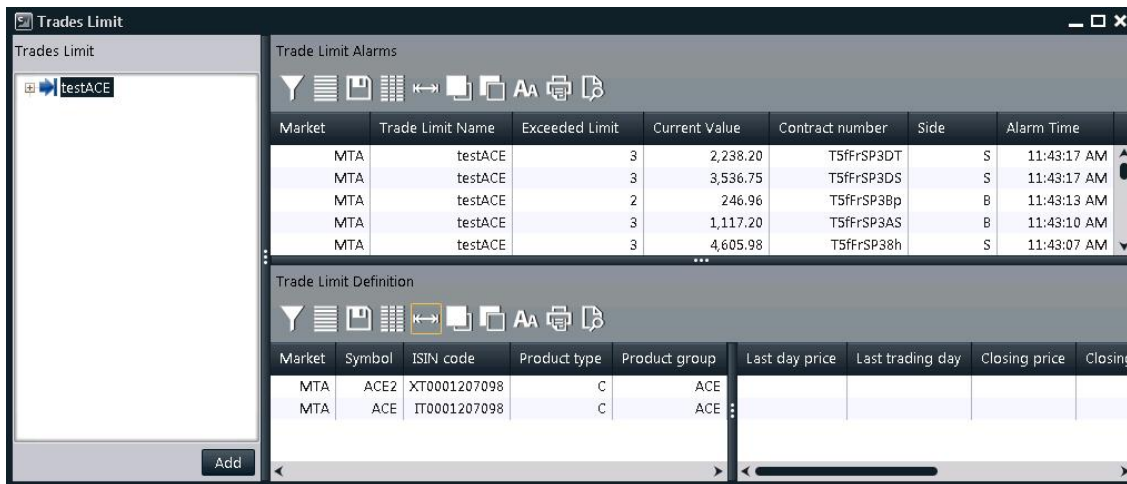 Trades Limit
Trades Limit
testACE
Add
Trade Limit Alarms
Market Trade Limit Name Exceeded Limit Current Value Contract number Side Alarm Time
MTA testACE 3 2,238.20 T5fFrSP3DT S 11:43:17 AM
MTA testACE 3 3,536.75 T5fFrSP3DS S 11:43:17 AM
MTA testACE 2 246.96 T5fFrSP3Bp B 11:43:13 AM
MTA testACE 3 1,117.20 T5fFrSP3AS B 11:43:10 AM
MTA testACE 3 4,605.98 T5fFrSP38h S 11:43:07 AM
Trade Limit Definition
Market Symbol ISIN code Product type Product group Last day price Last trading day Closing price Closing
MTA ACE2 XT0001207098 C ACE
MTA ACE IT0001207098 C ACE